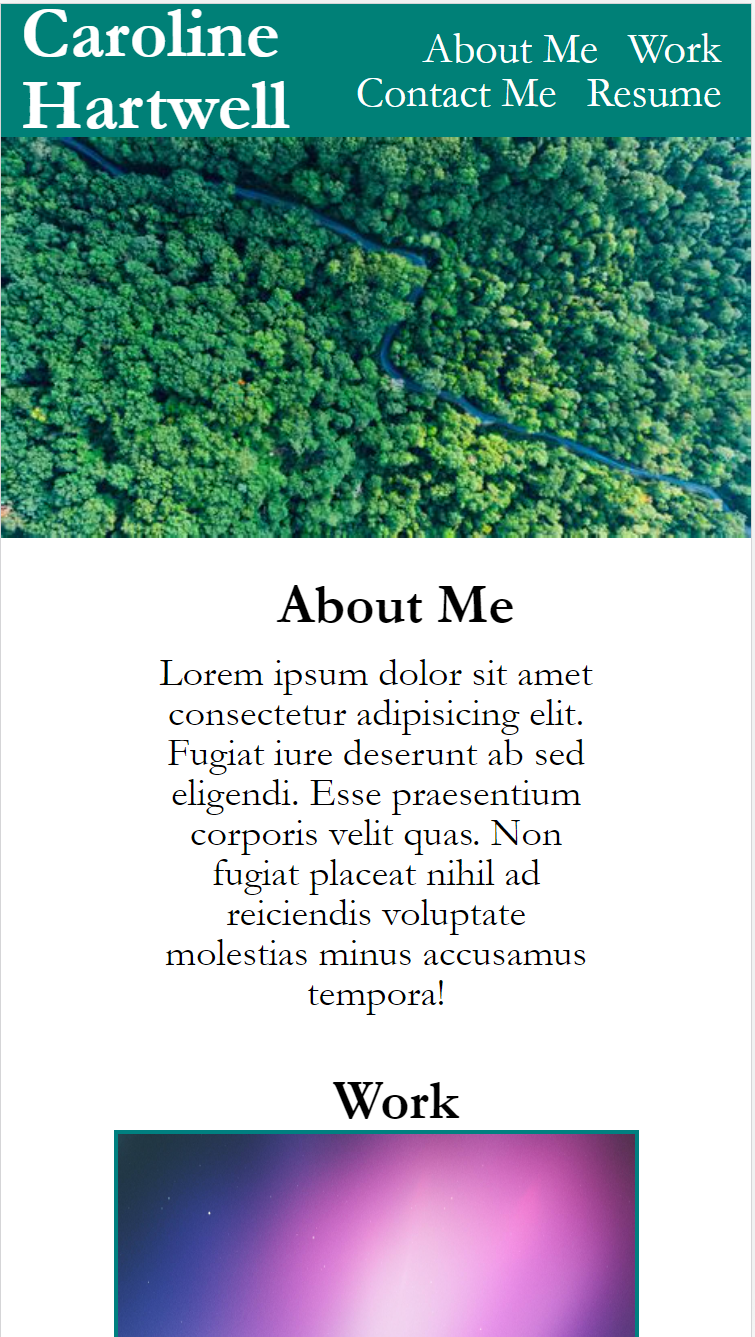 Caroline
Hartwell
About Me Work
Contact Me Resume
About Me
Lorem ipsum dolor sit amet
consectetur adipisicing elit.
Fugiat iure deserunt ab sed
eligendi. Esse praesentium
corporis velit quas. Non
fugiat placeat nihil ad
reiciendis voluptate
molestias minus accusamus
tempora!
Work